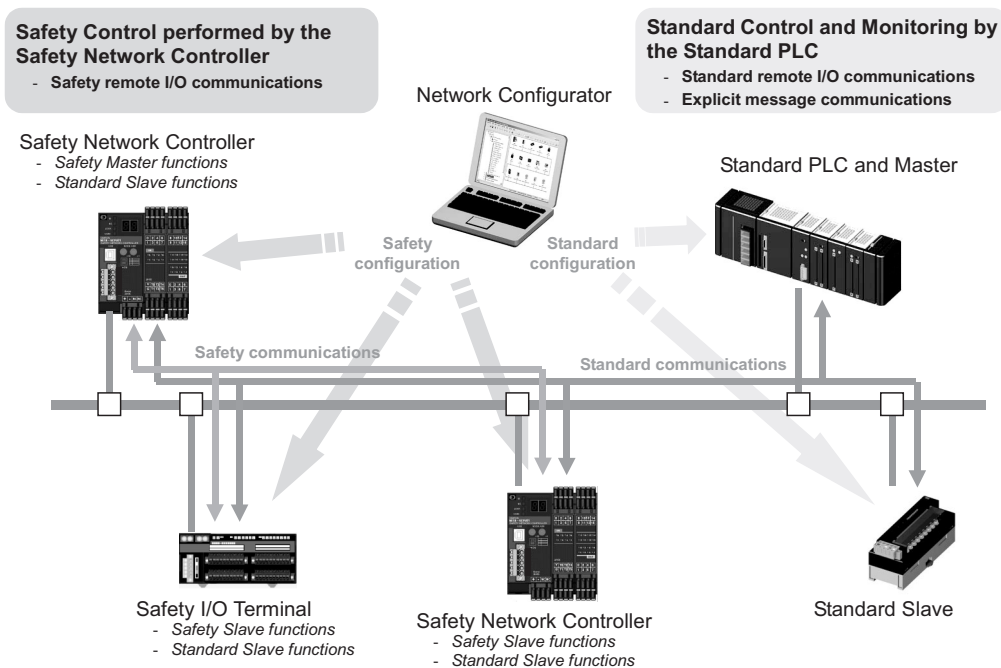 Safety Control performed by the
Safety Network Controller
- Safety remote I/O communications
Standard Control and Monitoring by
the Standard PLC
- Standard remote I/O communications
- Explicit message communications
Network Configurator
Safety Network Controller
- Safety Master functions
- Standard Slave functions
Standard PLC and Master
Safety
configuration
Standard
configuration
Safety communications
Standard communications
Safety I/O Terminal
- Safety Slave functions
- Standard Slave functions
Safety Network Controller
- Safety Slave functions
- Standard Slave functions
Standard Slave